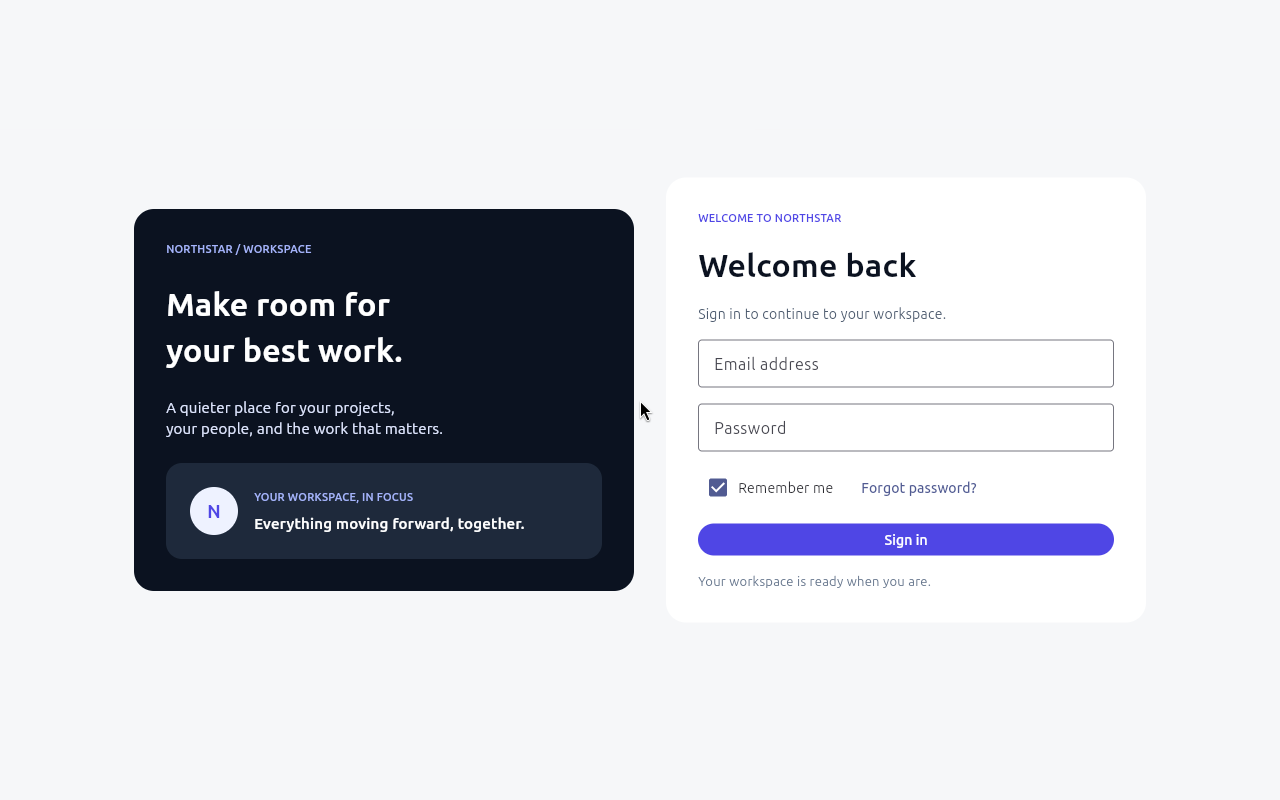 NORTHSTAR / WORKSPACE
Make room for
your best work.
A quieter place for your projects,
your people, and the work that matters.
N
YOUR WORKSPACE, IN FOCUS
Everything moving forward, together.
WELCOME TO NORTHSTAR
Welcome back
Sign in to continue to your workspace.
Email address
Password
Remember me
Forgot password?
Sign in
Your workspace is ready when you are.